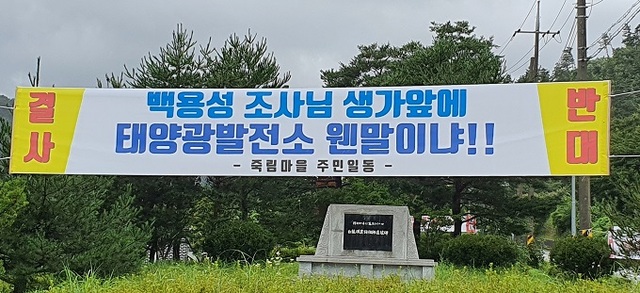 결사
백용성 조사님 생가앞에
태양광발전소 웬말이냐!!
- 죽림마을 주민일동 -
반대